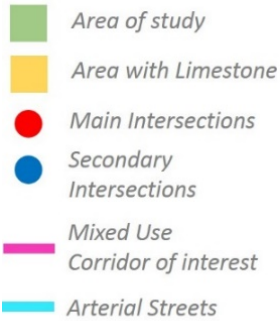 Area of study
Area with Limestone
Main Intersections
Secondary
Intersections
Mixed Use
Corridor of interest
Arterial Streets